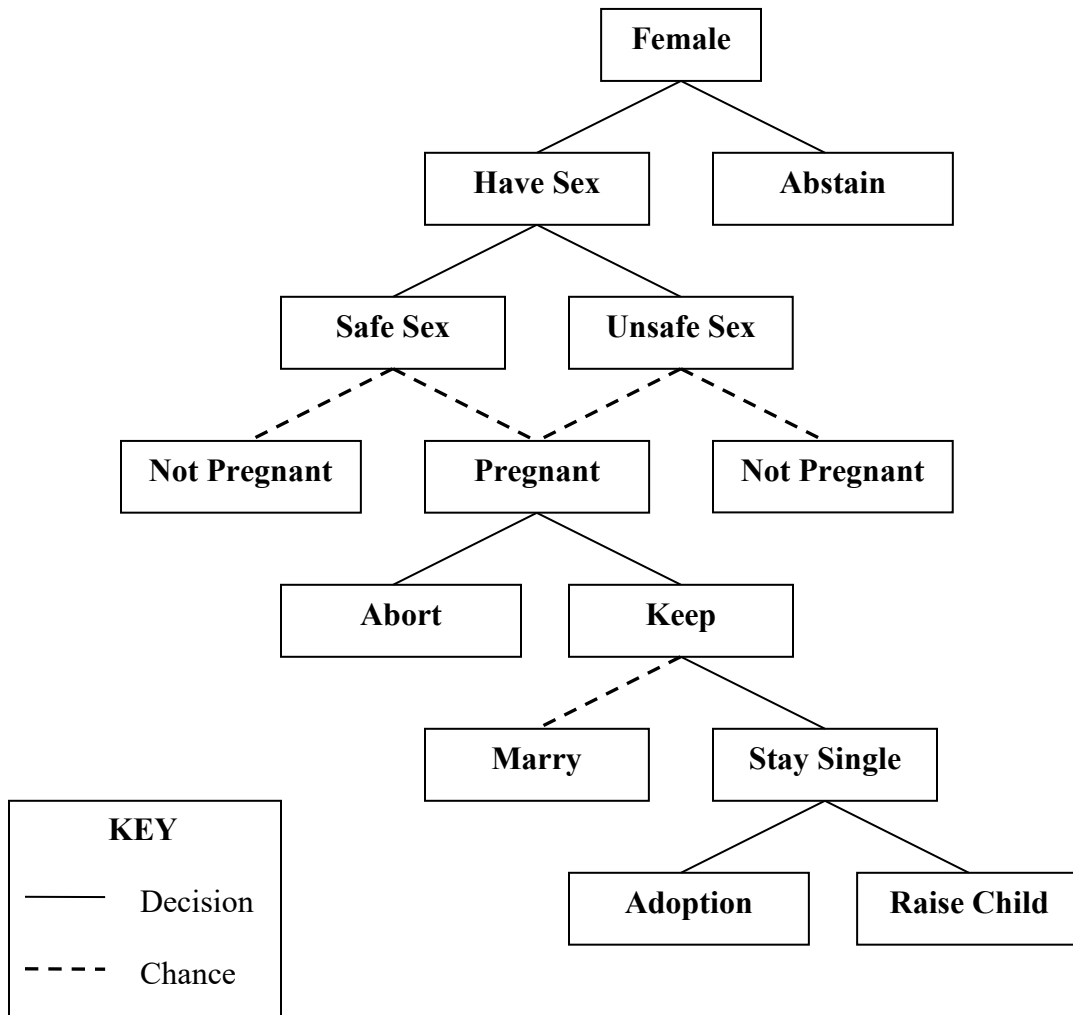 Female
Have Sex
Abstain
Safe Sex
Unsafe Sex
Not Pregnant
Pregnant
Not Pregnant
Abort
Keep
Marry
Stay Single
Adoption
Raise Child
KEY
Decision
Chance